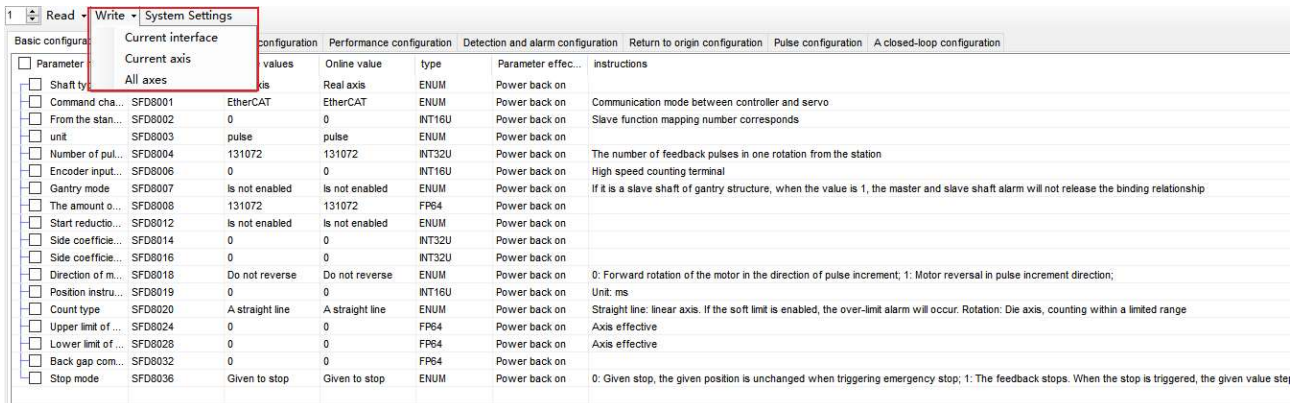 1 Read Write System Settings
Current interface
Current axis
All axes
Basic configura configuration Performance configuration Detection and alarm configuration Return to origin configuration Pulse configuration A closed-loop configuration
Parameter values Online value type Parameter effec... instructions
Shaft ty xis Real axis ENUM Power back on
Command cha... SFD8001 EtherCAT EtherCAT ENUM Power back on Communication mode between controller and servo
From the stan... SFD8002 0 0 INT16U Power back on Slave function mapping number corresponds
unit SFD8003 pulse pulse ENUM Power back on
Number of pul... SFD8004 131072 131072 INT32U Power back on The number of feedback pulses in one rotation from the station
Encoder input... SFD8006 0 0 INT16U Power back on High speed counting terminal
Gantry mode SFD8007 Is not enabled Is not enabled ENUM Power back on If it is a slave shaft of gantry structure, when the value is 1, the master and slave shaft alarm will not release the binding relationship
The amount o... SFD8008 131072 131072 FP64 Power back on
Start reductio... SFD8012 Is not enabled Is not enabled ENUM Power back on
Side coefficie... SFD8014 0 0 INT32U Power back on
Side coefficie... SFD8016 0 0 INT32U Power back on
Direction of m... SFD8018 Do not reverse Do not reverse ENUM Power back on 0: Forward rotation of the motor in the direction of pulse increment; 1: Motor reversal in pulse increment direction;
Position instru... SFD8019 0 0 INT16U Power back on Unit: ms
Count type SFD8020 A straight line A straight line ENUM Power back on Straight line: linear axis. If the soft limit is enabled, the over-limit alarm will occur. Rotation: Die axis, counting within a limited range
Upper limit of ... SFD8024 0 0 FP64 Power back on Axis effective
Lower limit of ... SFD8028 0 0 FP64 Power back on Axis effective
Back gap com... SFD8032 0 0 FP64 Power back on
Stop mode SFD8036 Given to stop Given to stop ENUM Power back on 0: Given stop, the given position is unchanged when triggering emergency stop; 1: The feedback stops. When the stop is triggered, the given value step